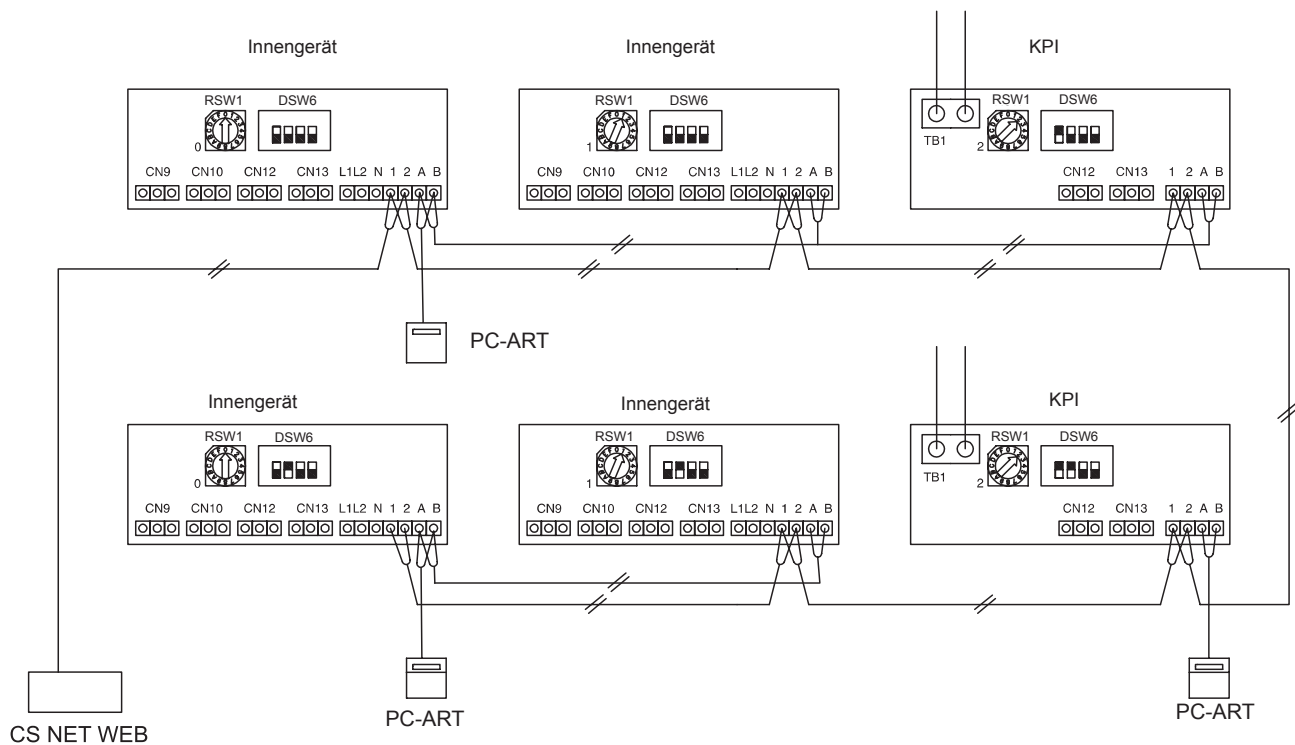 Innengerät Innengerät KPI
RSW1 DSW6 RSW1 DSW6 RSW1 DSW6
0 1 TB1 2
CN9 CN10 CN12 CN13 L1L2 N 1 2 A B CN9 CN10 CN12 CN13 L1L2 N 1 2 A B CN12 CN13 1 2 A B
PC-ART
Innengerät Innengerät KPI
RSW1 DSW6 RSW1 DSW6 RSW1 DSW6
0 1 TB1 2
CN9 CN10 CN12 CN13 L1L2 N 1 2 A B CN9 CN10 CN12 CN13 L1L2 N 1 2 A B CN12 CN13 1 2 A B
PC-ART PC-ART
CS NET WEB